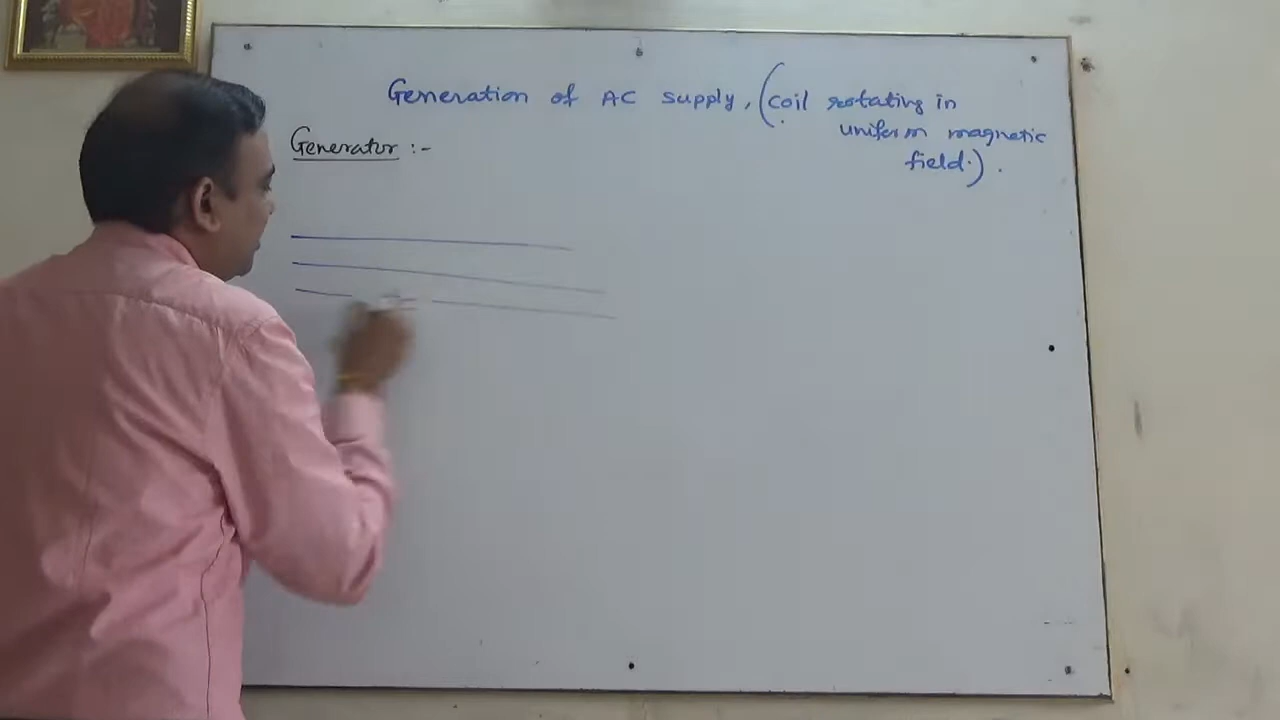 Generation of AC supply, (coil rotating in
uniform magnetic
field.).
Generator :-